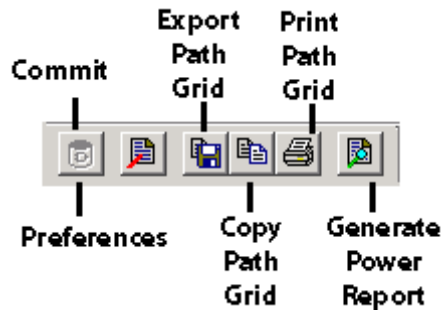 Export
Path
Grid
Print
Path
Grid
Commit
Preferences
Copy
Path
Grid
Generate
Power
Report